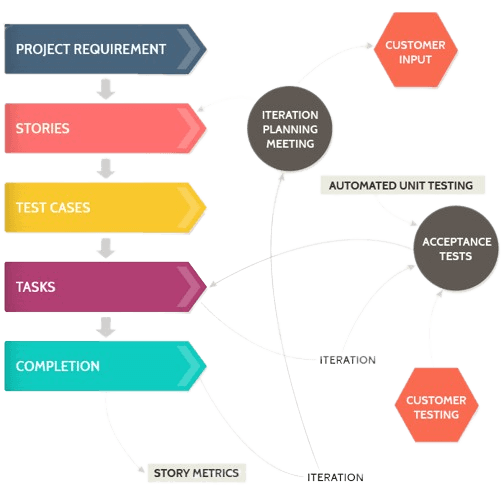 PROJECT REQUIREMENT
CUSTOMER
INPUT
STORIES
ITERATION
PLANNING
MEETING
AUTOMATED UNIT TESTING
TEST CASES
ACCEPTANCE
TESTS
TASKS
ITERATION
COMPLETION
CUSTOMER
TESTING
STORY METRICS
ITERATION